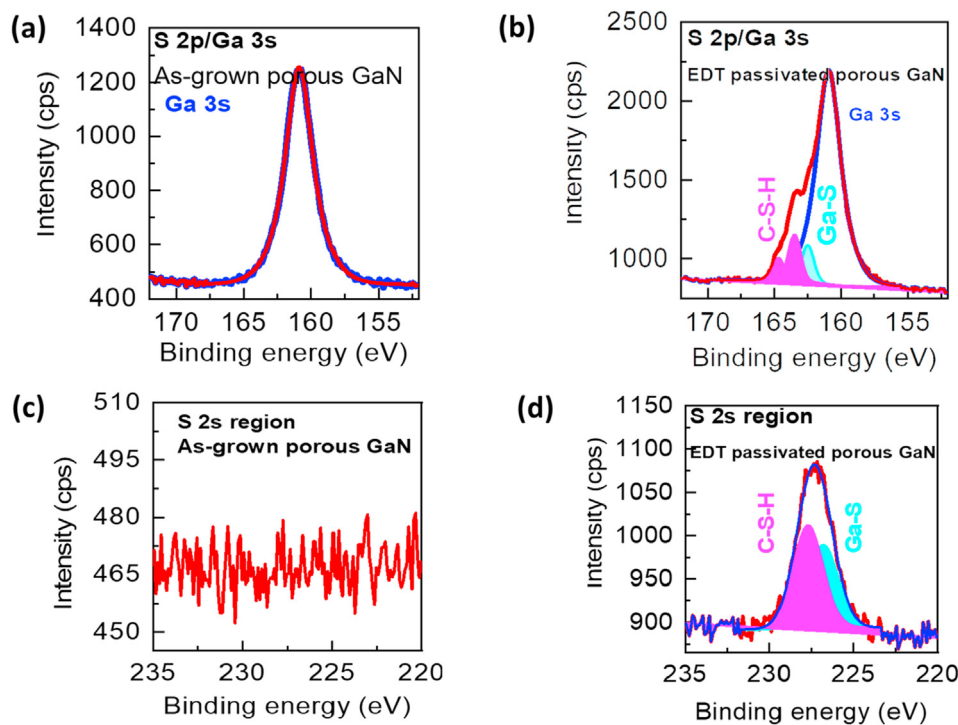 (a)
S 2p/Ga 3s
As-grown porous GaN
Ga 3s
Intensity (cps)
1400
1200
1000
800
600
400
170
165
160
155
Binding energy (eV)
(b)
S 2p/Ga 3s
EDT passivated porous GaN
Ga 3s
C-S-H
Ga-S
Intensity (cps)
2500
2000
1500
1000
170
165
160
155
Binding energy (eV)
(c)
S 2s region
As-grown porous GaN
Intensity (cps)
510
495
480
465
450
235
230
225
220
Binding energy (eV)
(d)
S 2s region
EDT passivated porous GaN
C-S-H
Ga-S
Intensity (cps)
1150
1100
1050
1000
950
900
235
230
225
220
Binding energy (eV)